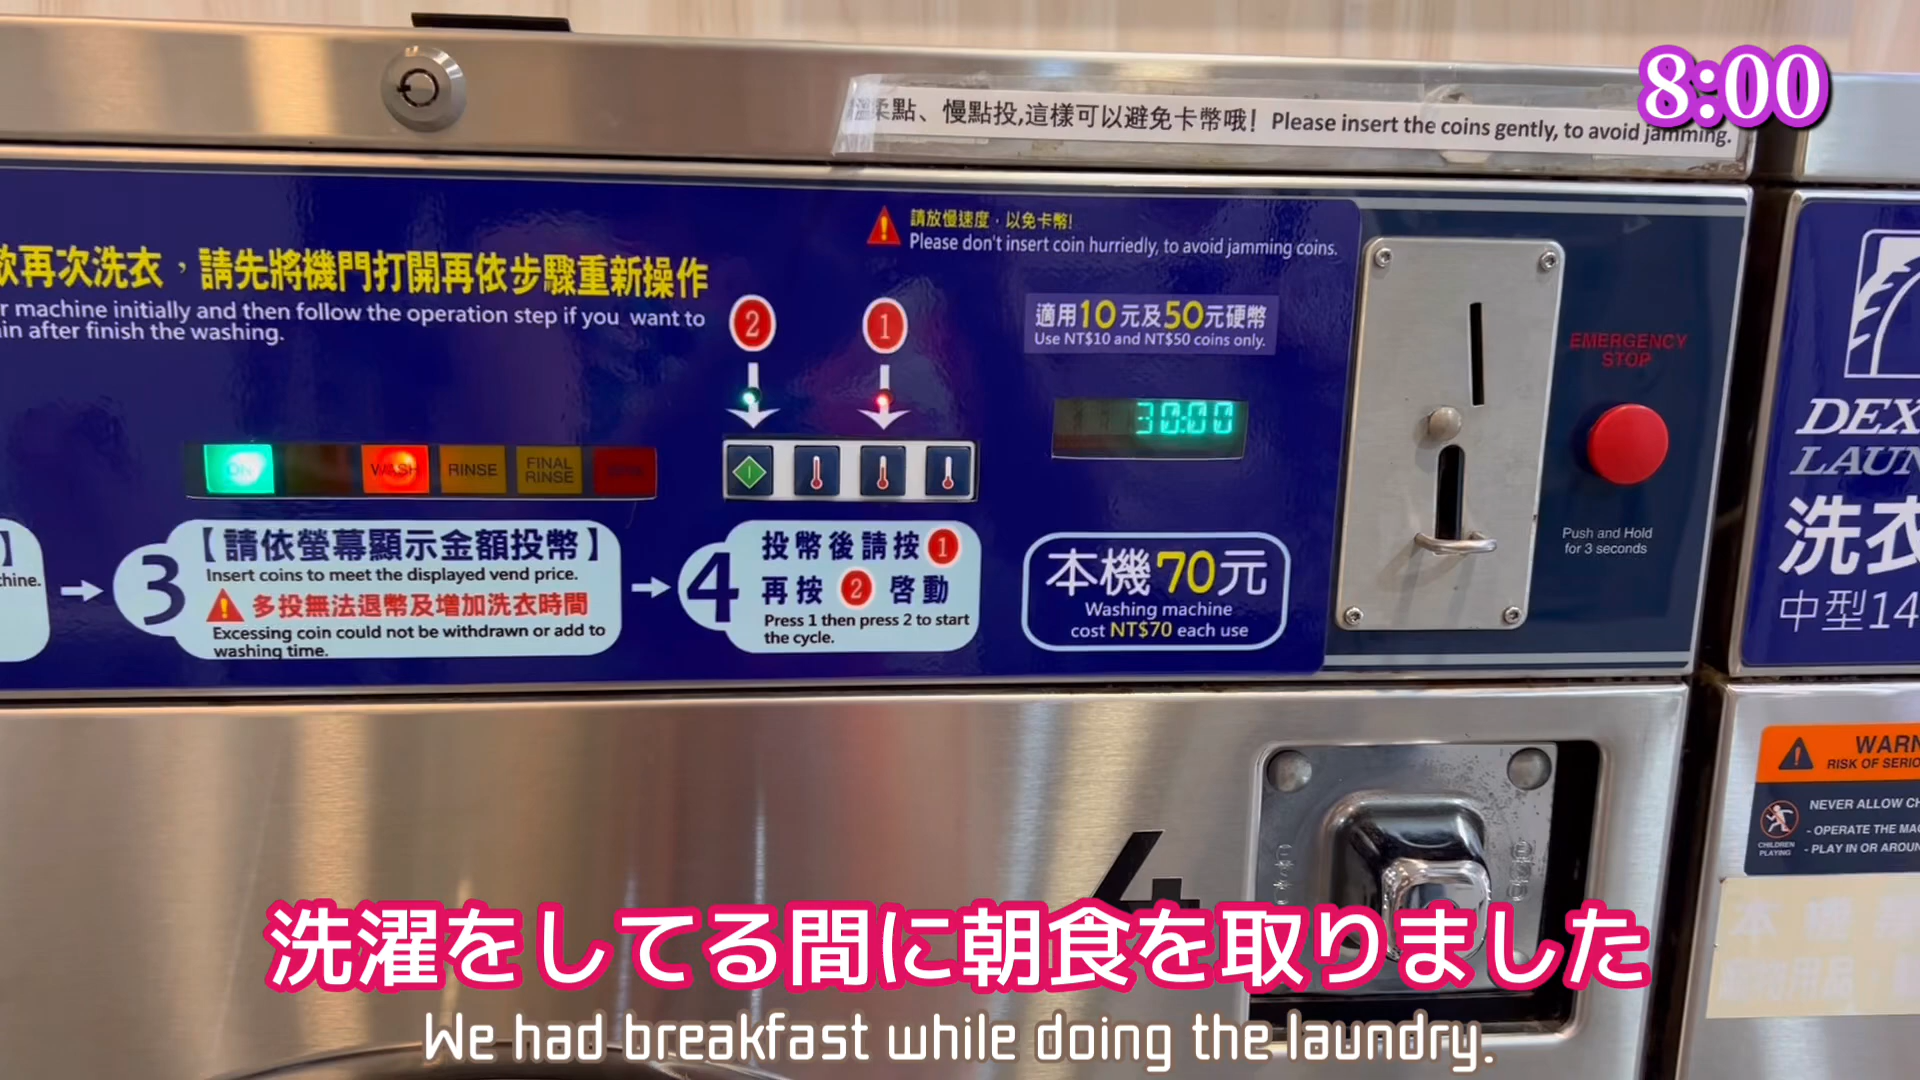 8:00
點、慢點投,這樣可以避免卡幣哦! Please insert the coins gently, to avoid jamming.
請放慢速度，以免卡幣!
Please don't insert coin hurriedly, to avoid jamming coins.
再次洗衣，請先將機門打開再依步驟重新操作
machine initially and then follow the operation step if you want to
after finish the washing.
2
1
適用10元及50元硬幣
Use NT$10 and NT$50 coins only.
EMERGENCY
STOP
30:00
ON
WASH
RINSE
FINAL
RINSE
DEX
LAUN
洗衣
中型14
Push and Hold
for 3 seconds
】
3
【請依螢幕顯示金額投幣】
Insert coins to meet the displayed vend price.
多投無法退幣及增加洗衣時間
Excessing coin could not be withdrawn or add to
washing time.
4
投幣後請按1
再按2啓動
Press 1 then press 2 to start
the cycle.
本機70元
Washing machine
cost NT$70 each use
WARN
RISK OF SERIO
NEVER ALLOW CH
- OPERATE THE MA
- PLAY IN OR AROUN
CHILDREN
PLAYING
4
洗濯をしてる間に朝食を取りました
We had breakfast while doing the laundry.